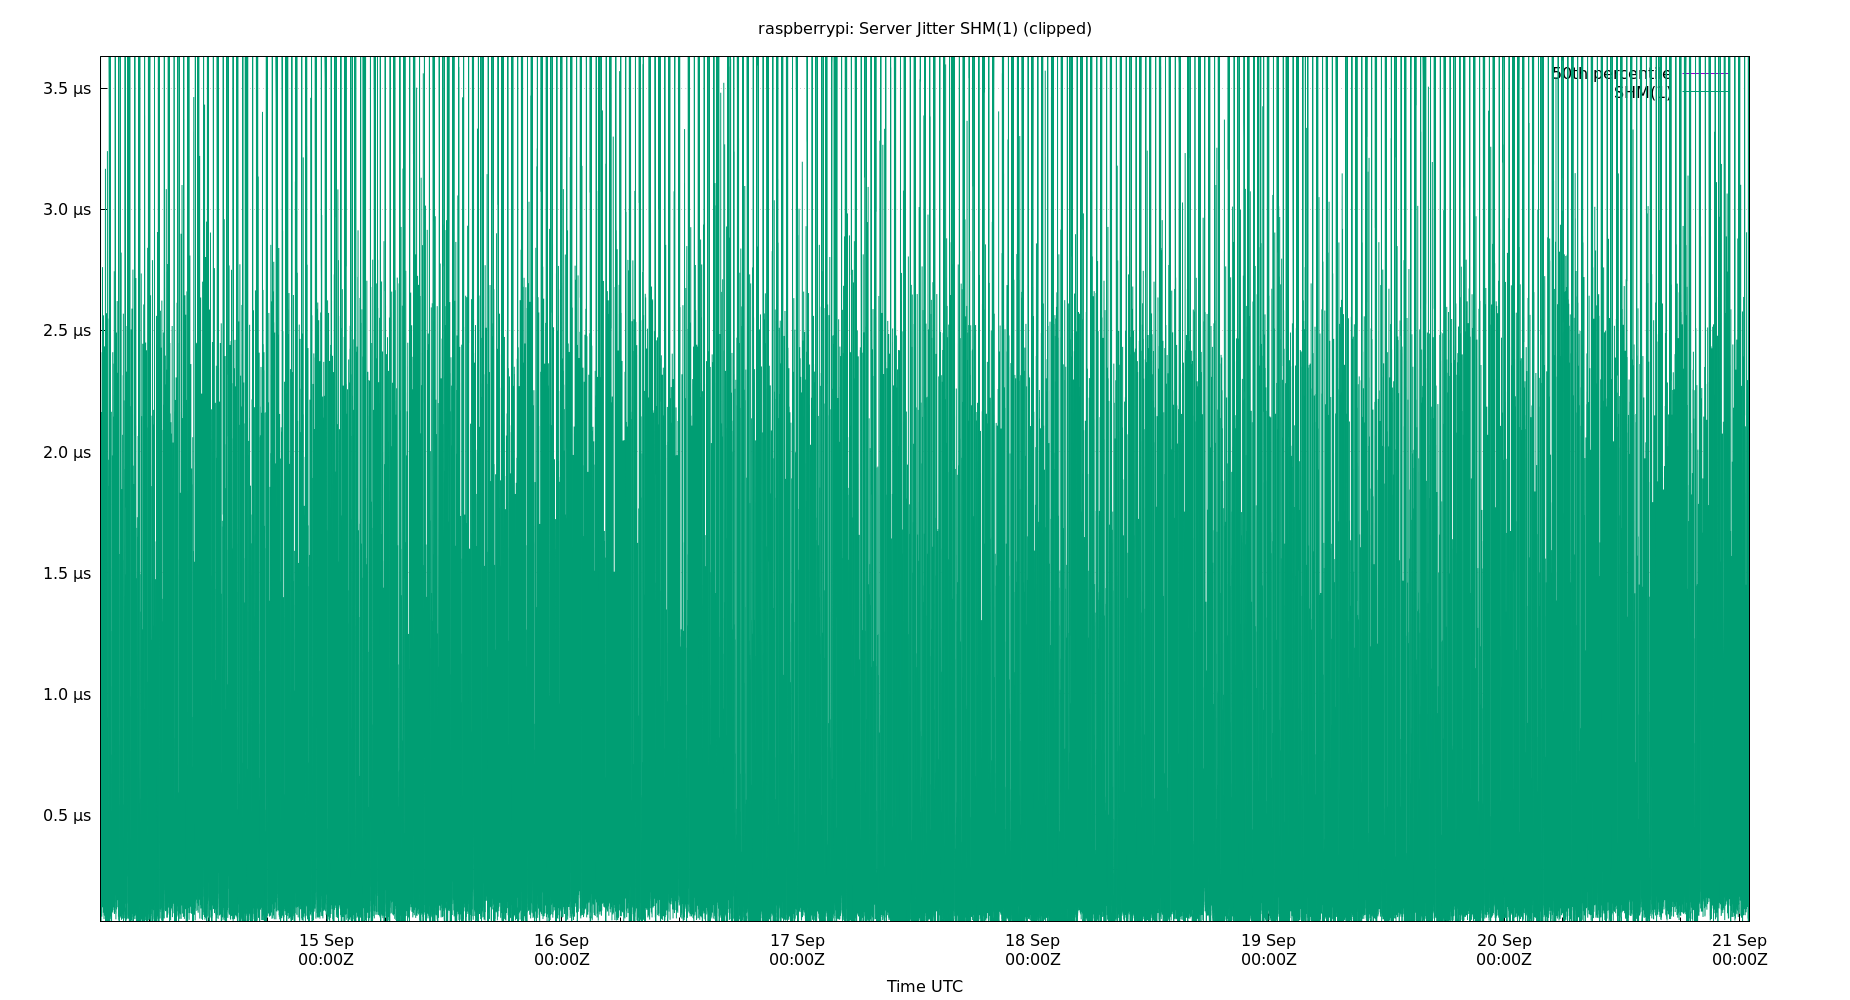 raspberrypi: Server Jitter SHM(1) (clipped)
50th percentile
SHM(1)
3.5 µs
3.0 µs
2.5 µs
2.0 µs
1.5 µs
1.0 µs
0.5 µs
15 Sep 16 Sep 17 Sep 18 Sep 19 Sep 20 Sep 21 Sep
00:00Z 00:00Z 00:00Z 00:00Z 00:00Z 00:00Z 00:00Z
Time UTC